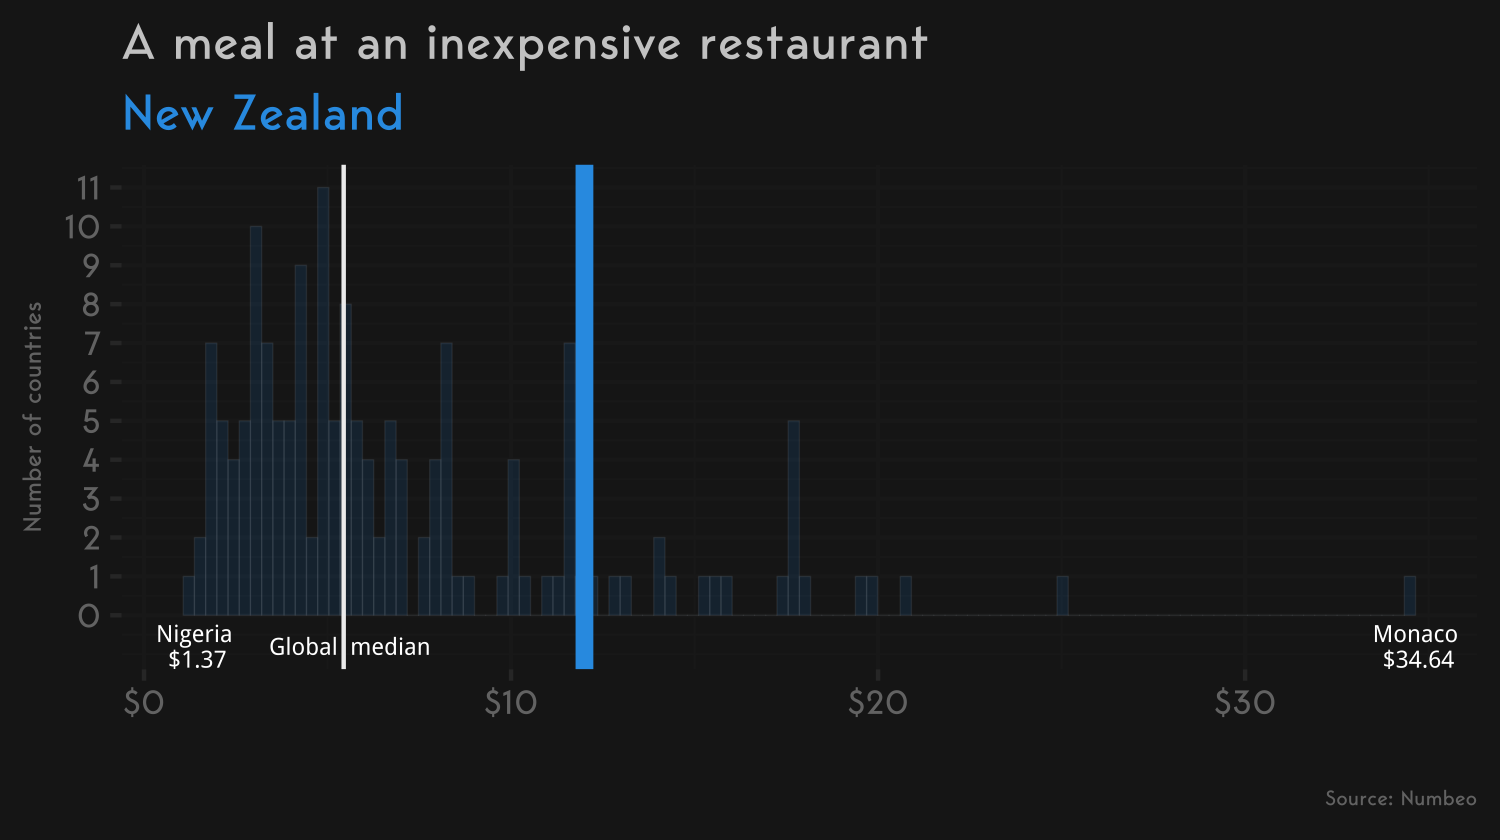 A meal at an inexpensive restaurant
New Zealand
Number of countries
11
10
9
8
7
6
5
4
3
2
1
0
Nigeria
$1.37
Global median
Monaco
$34.64
$0
$10
$20
$30
Source: Numbeo